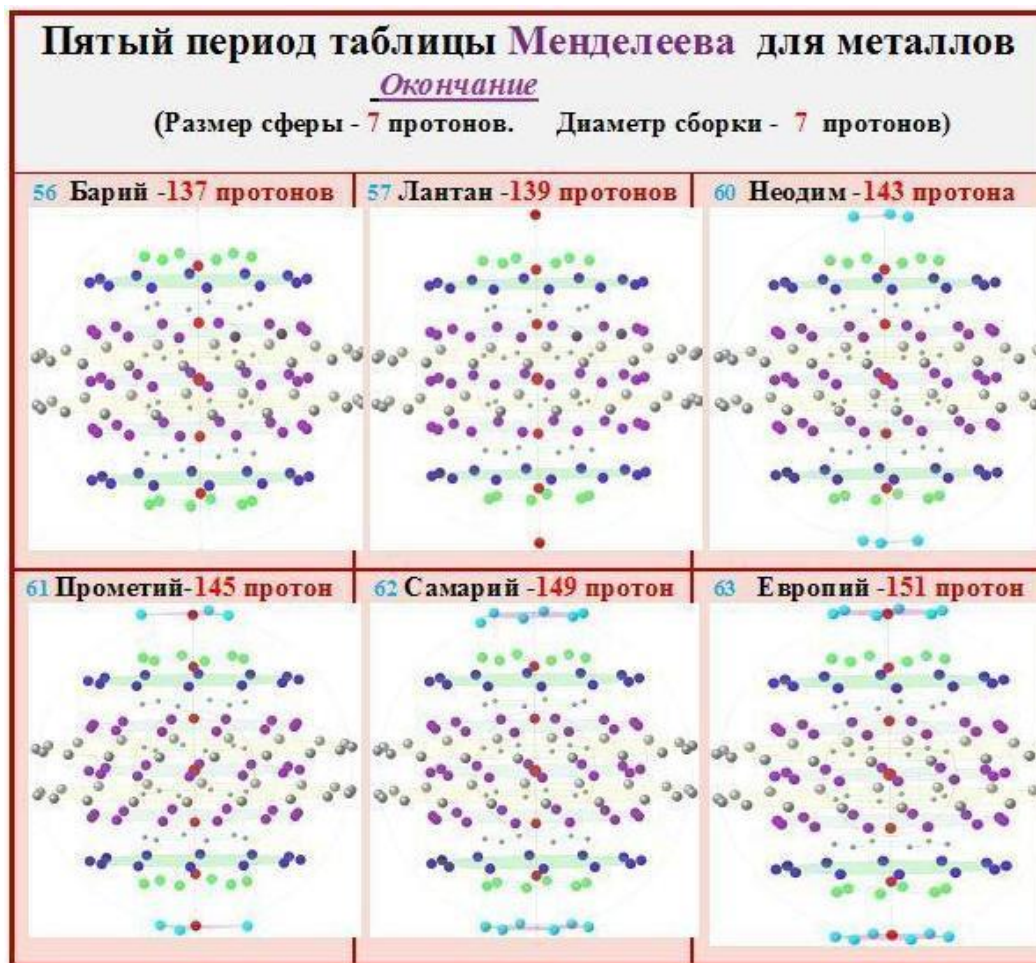 Пятый период таблицы Менделеева для металлов
Окончание
(Размер сферы - 7 протонов. Диаметр сборки - 7 протонов)
56 Барий -137 протонов
57 Лантан -139 протонов
60 Неодим -143 протона
61 Прометий-145 протон
62 Самарий -149 протон
63 Европий -151 протон